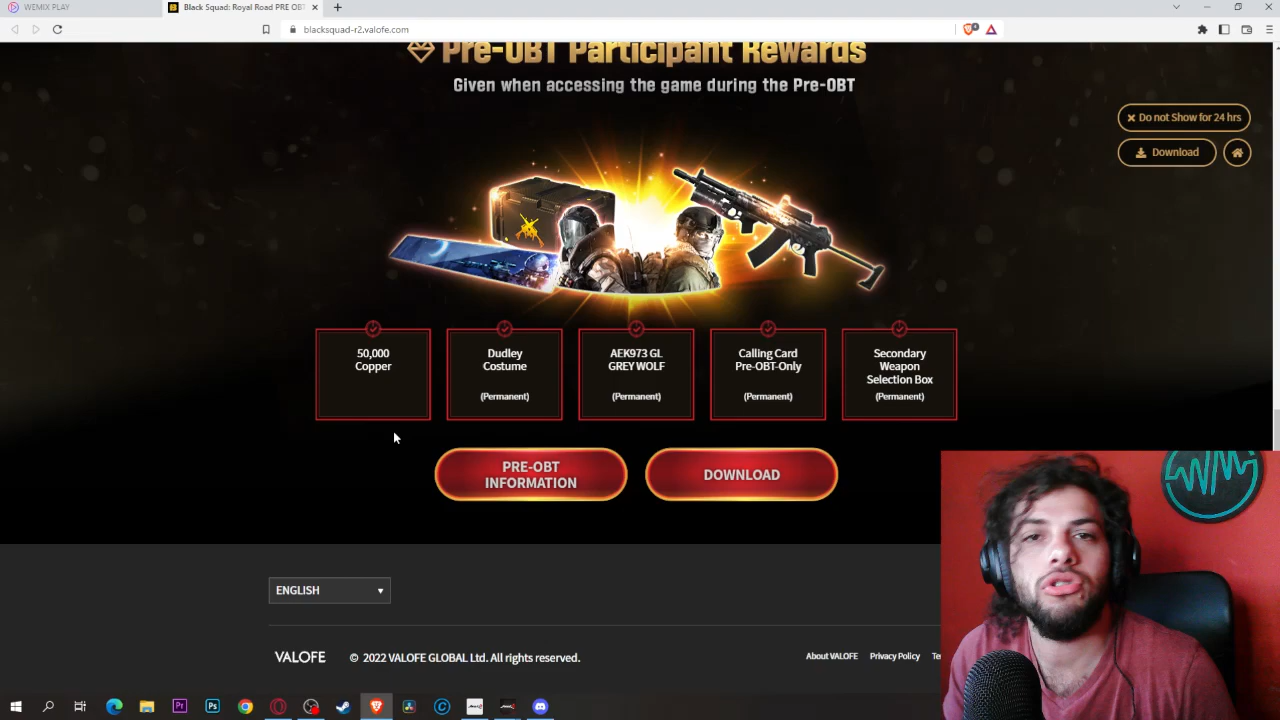 WEMIX PLAY
Black Squad: Royal Road PRE OB
blacksquad-r2.valofe.com
Pre-OBT Participant Rewards
Given when accessing the game during the Pre-OBT
Do not Show for 24 hrs
Download
50,000
Copper
Dudley
Costume
(Permanent)
AEK973 GL
GREY WOLF
(Permanent)
Calling Card
Pre-OBT-Only
(Permanent)
Secondary
Weapon
Selection Box
(Permanent)
PRE-OBT
INFORMATION
DOWNLOAD
ENGLISH
VALOFE © 2022 VALOFE GLOBAL Ltd. All rights reserved.
About VALOFE Privacy Policy Te